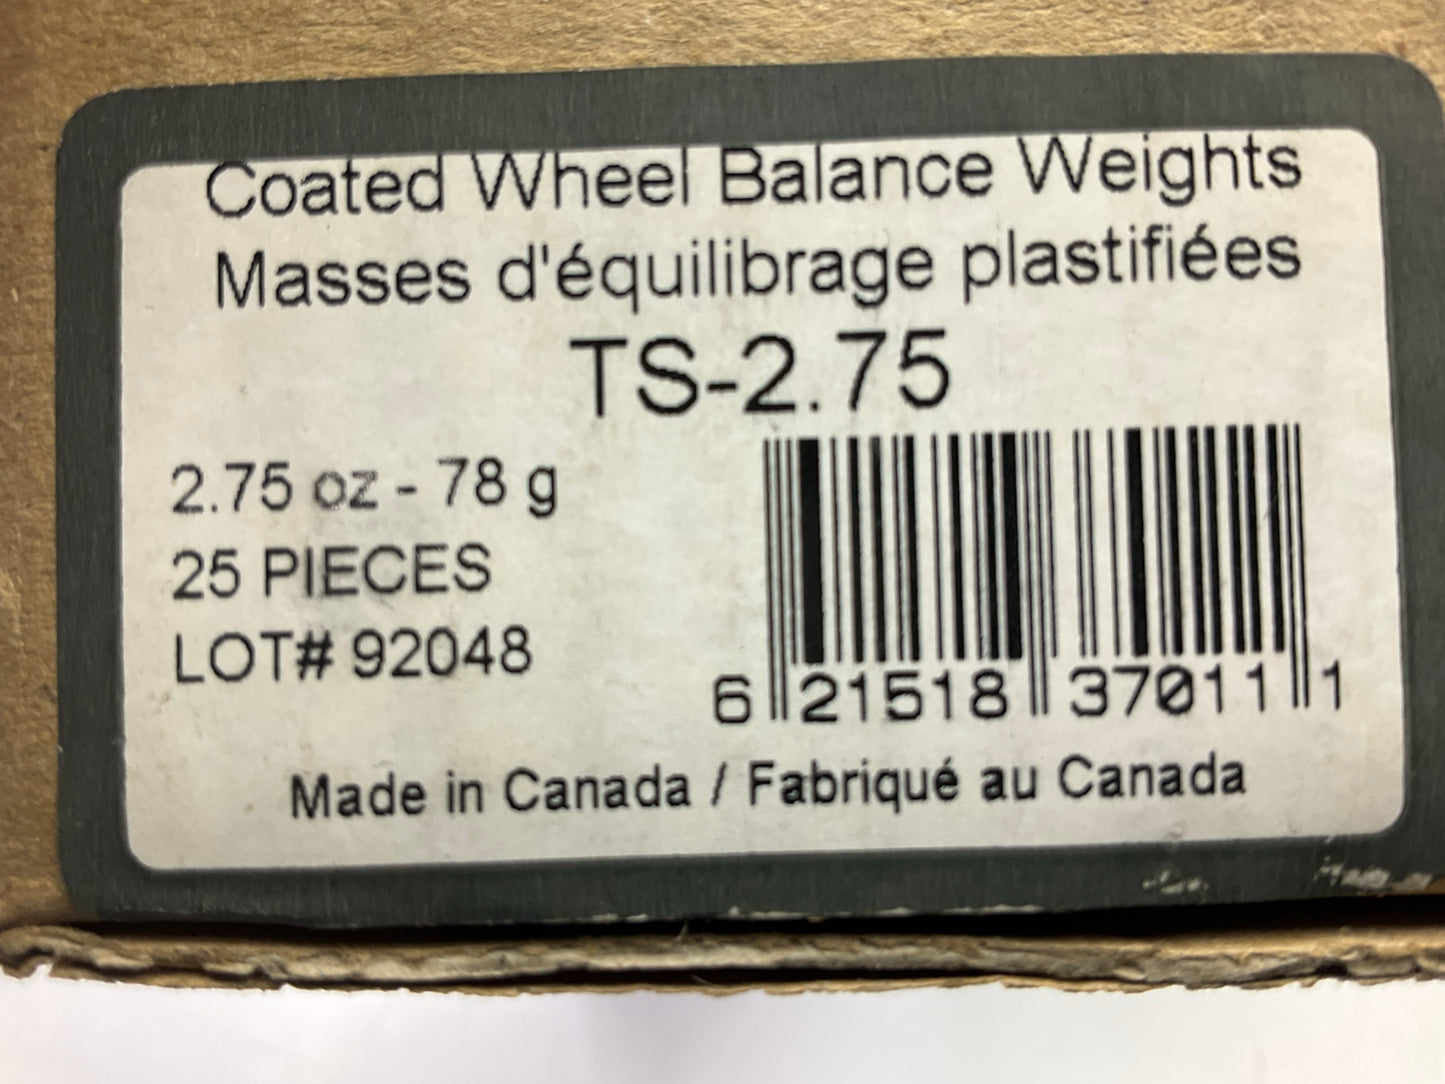 Coated Wheel Balance Weights
Masses d'équilibrage plastifiées
TS-2.75
2.75 oz - 78 g
25 PIECES
LOT# 92048
6 21518 37011 1
Made in Canada / Fabriqué au Canada